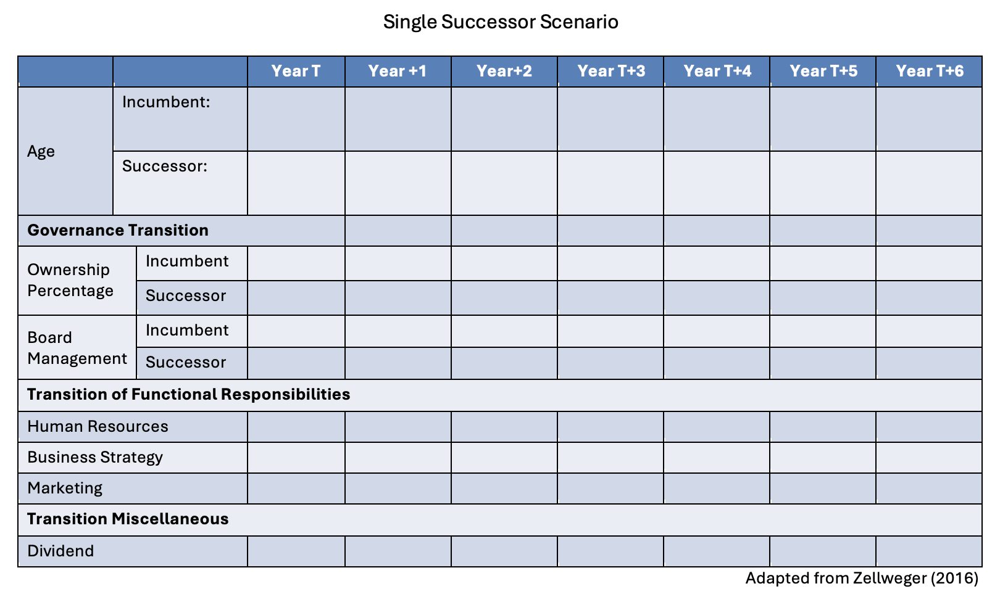 Single Successor Scenario
Year T Year +1 Year+2 Year T+3 Year T+4 Year T+5 Year T+6
Age
Incumbent:
Successor:
Governance Transition
Ownership
Percentage
Incumbent
Successor
Board
Management
Incumbent
Successor
Transition of Functional Responsibilities
Human Resources
Business Strategy
Marketing
Transition Miscellaneous
Dividend
Adapted from Zellweger (2016)